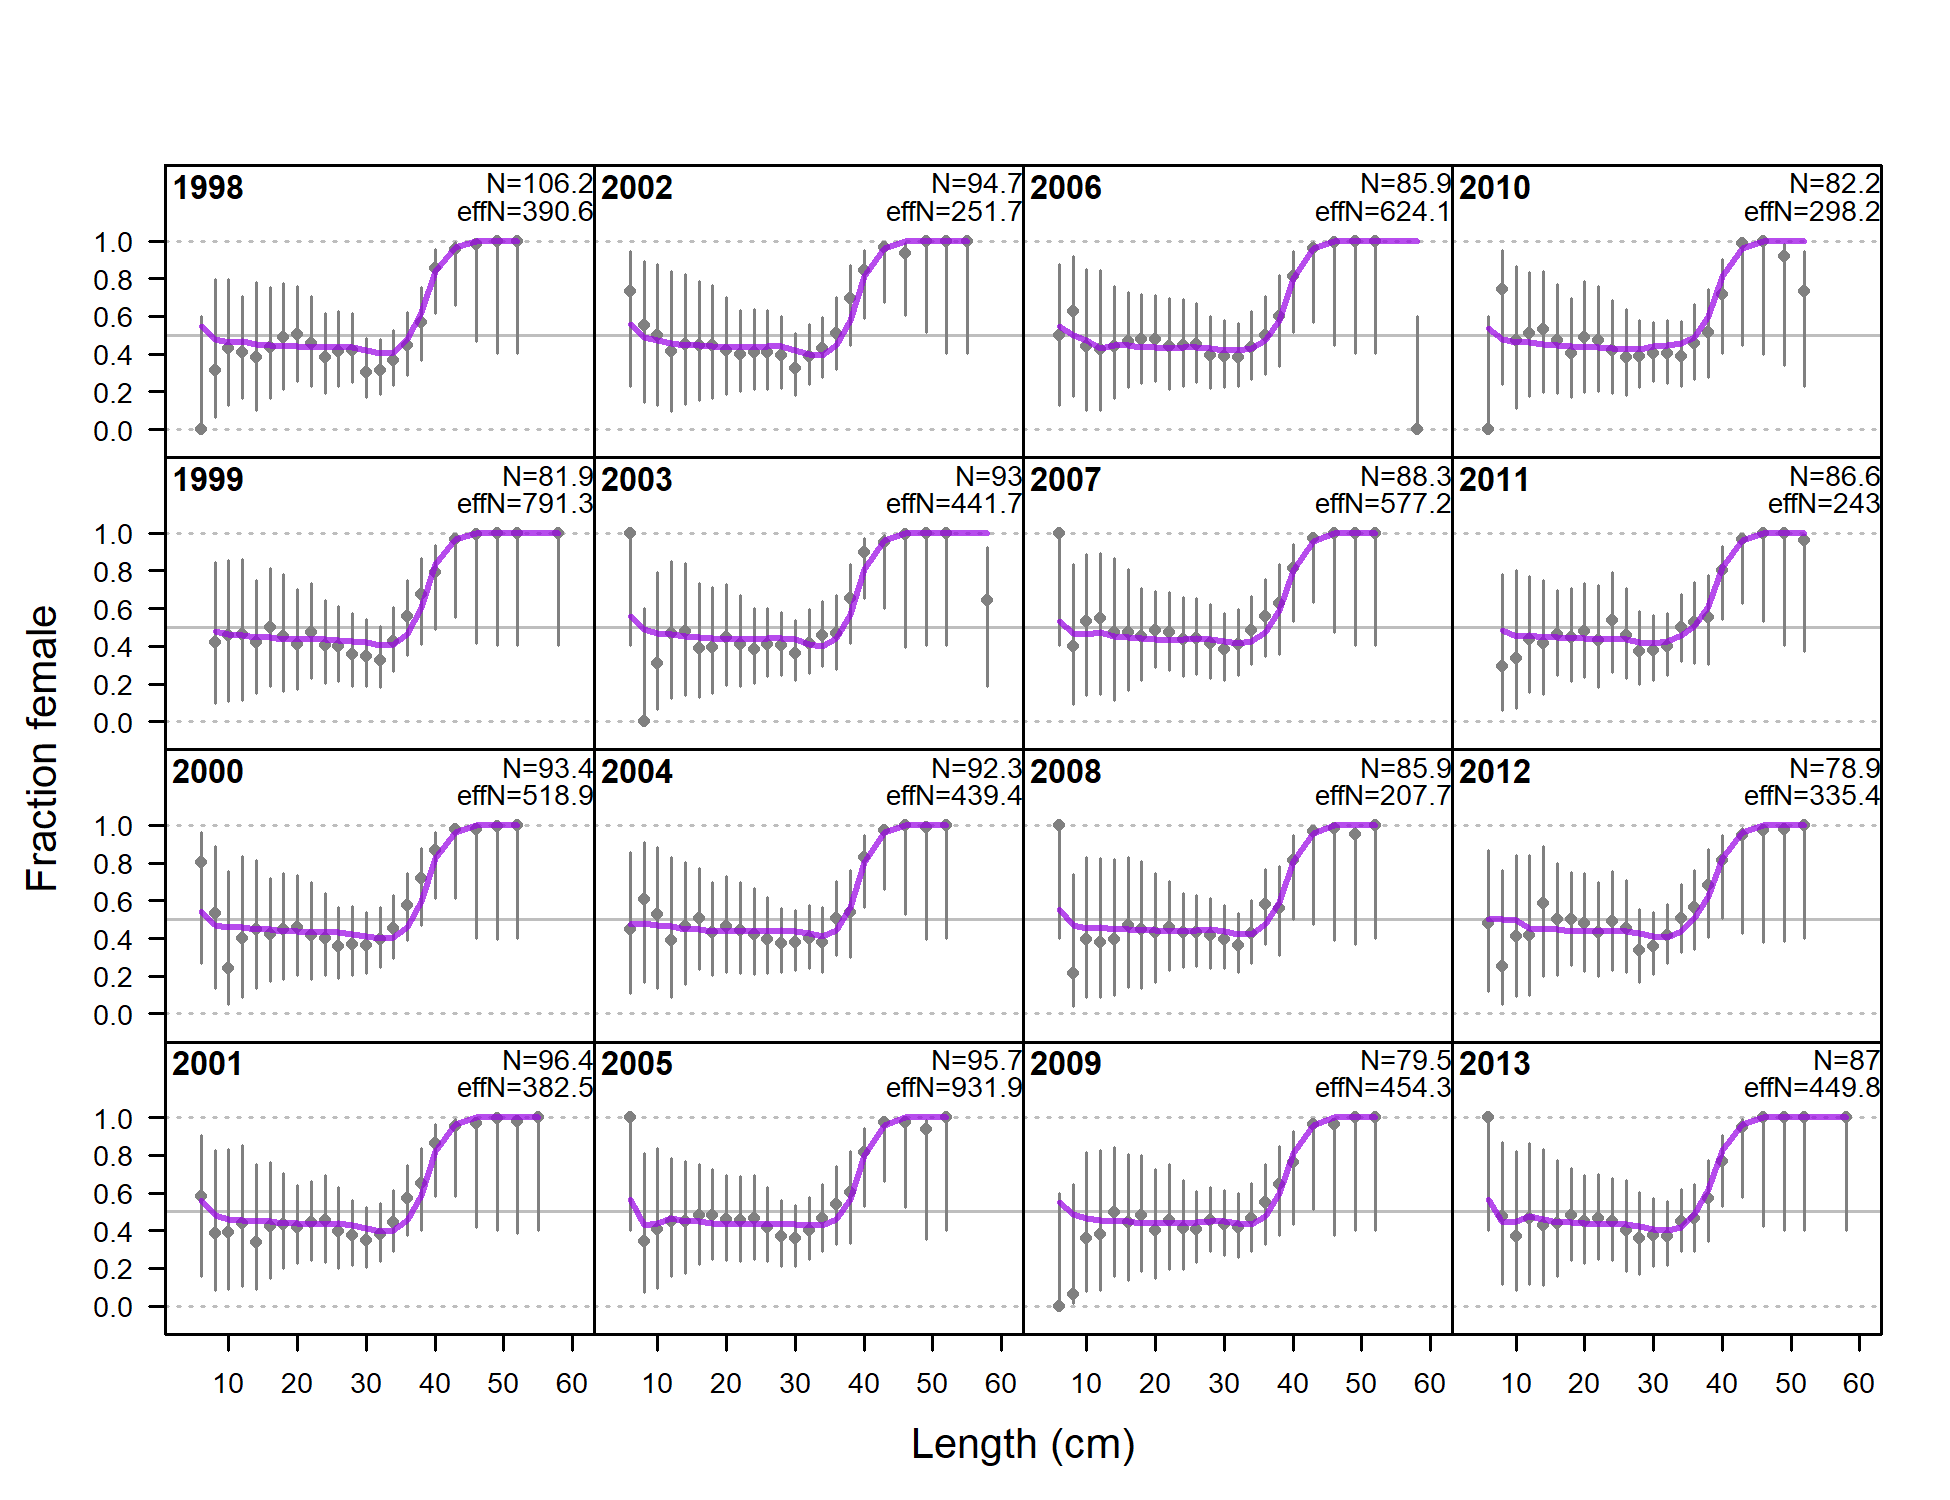 1998
N=106.2
effN=390.6
2002
N=94.7
effN=251.7
2006
N=85.9
effN=624.1
2010
N=82.2
effN=298.2
1.0
0.8
0.6
0.4
0.2
0.0
1999
N=81.9
effN=791.3
2003
N=93
effN=441.7
2007
N=88.3
effN=577.2
2011
N=86.6
effN=243
1.0
0.8
0.6
0.4
0.2
0.0
2000
N=93.4
effN=518.9
2004
N=92.3
effN=439.4
2008
N=85.9
effN=207.7
2012
N=78.9
effN=335.4
1.0
0.8
0.6
0.4
0.2
0.0
2001
N=96.4
effN=382.5
2005
N=95.7
effN=931.9
2009
N=79.5
effN=454.3
2013
N=87
effN=449.8
1.0
0.8
0.6
0.4
0.2
0.0
10 20 30 40 50 60
10 20 30 40 50 60
10 20 30 40 50 60
10 20 30 40 50 60
Length (cm)
Fraction female